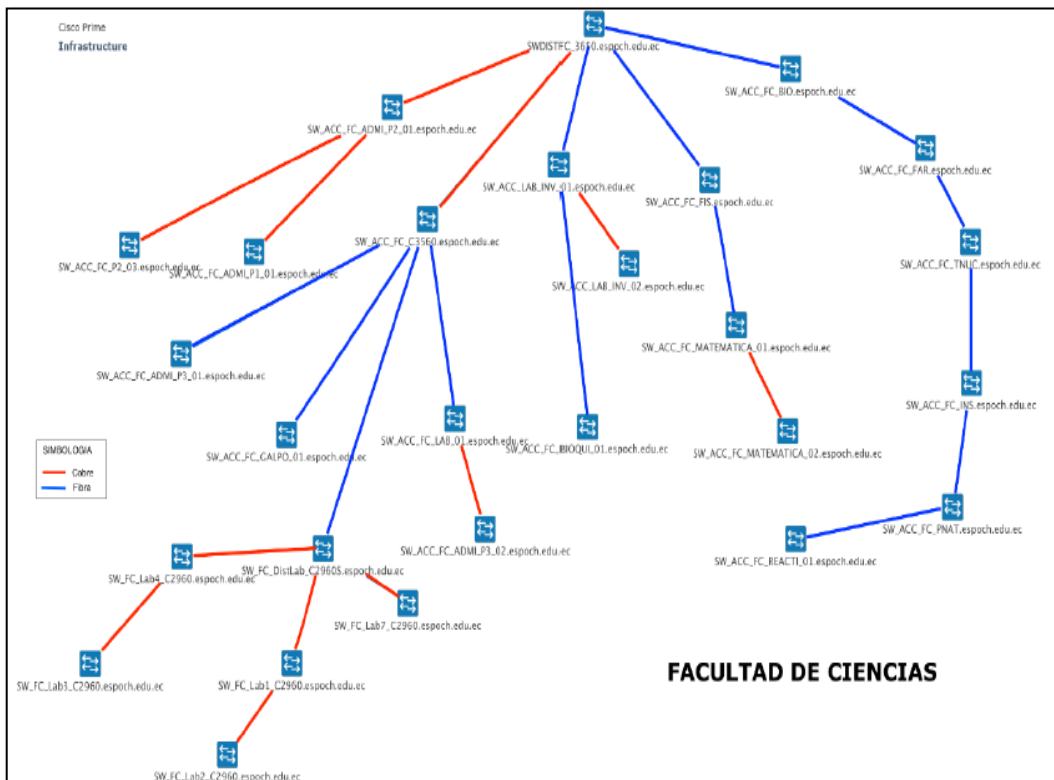 Cisco Prime
Infrastructure
SWDISTFC_3650.espoch.edu.ec
SW_ACC_FC_BIO.espoch.edu.ec
SW_ACC_FC_ADMI_P2_01.espoch.edu.ec
SW_ACC_FC_FAR.espoch.edu.ec
SW_ACC_LAB_INV_01.espoch.edu.ec
SW_ACC_FC_FIS.espoch.edu.ec
SW_ACC_FC_C3560.espoch.edu.ec
SW_ACC_FC_P2_03.espoch.edu.ec
SW_ACC_FC_ADMI_P1_01.espoch.edu.ec
SW_ACC_FC_TNUC.espoch.edu.ec
SW_ACC_LAB_INV_02.espoch.edu.ec
SW_ACC_FC_MATEMATICA_01.espoch.edu.ec
SW_ACC_FC_ADMI_P3_01.espoch.edu.ec
SW_ACC_FC_INS.espoch.edu.ec
SW_ACC_FC_LAB_01.espoch.edu.ec
SW_ACC_FC_BIOQUI_01.espoch.edu.ec
SW_ACC_FC_MATEMATICA_02.espoch.edu.ec
SIMBOLOGIA
Cobre
Fibra
SW_ACC_FC_GALPO_01.espoch.edu.ec
SW_ACC_FC_PNAT.espoch.edu.ec
SW_ACC_FC_ADMI_P3_02.espoch.edu.ec
SW_ACC_FC_REACTI_01.espoch.edu.ec
SW_FC_Lab4_C2960.espoch.edu.ec
SW_FC_DistLab_C2960S.espoch.edu.ec
SW_FC_Lab7_C2960.espoch.edu.ec
FACULTAD DE CIENCIAS
SW_FC_Lab3_C2960.espoch.edu.ec
SW_FC_Lab1_C2960.espoch.edu.ec
SW_FC_Lab2_C2960.espoch.edu.ec